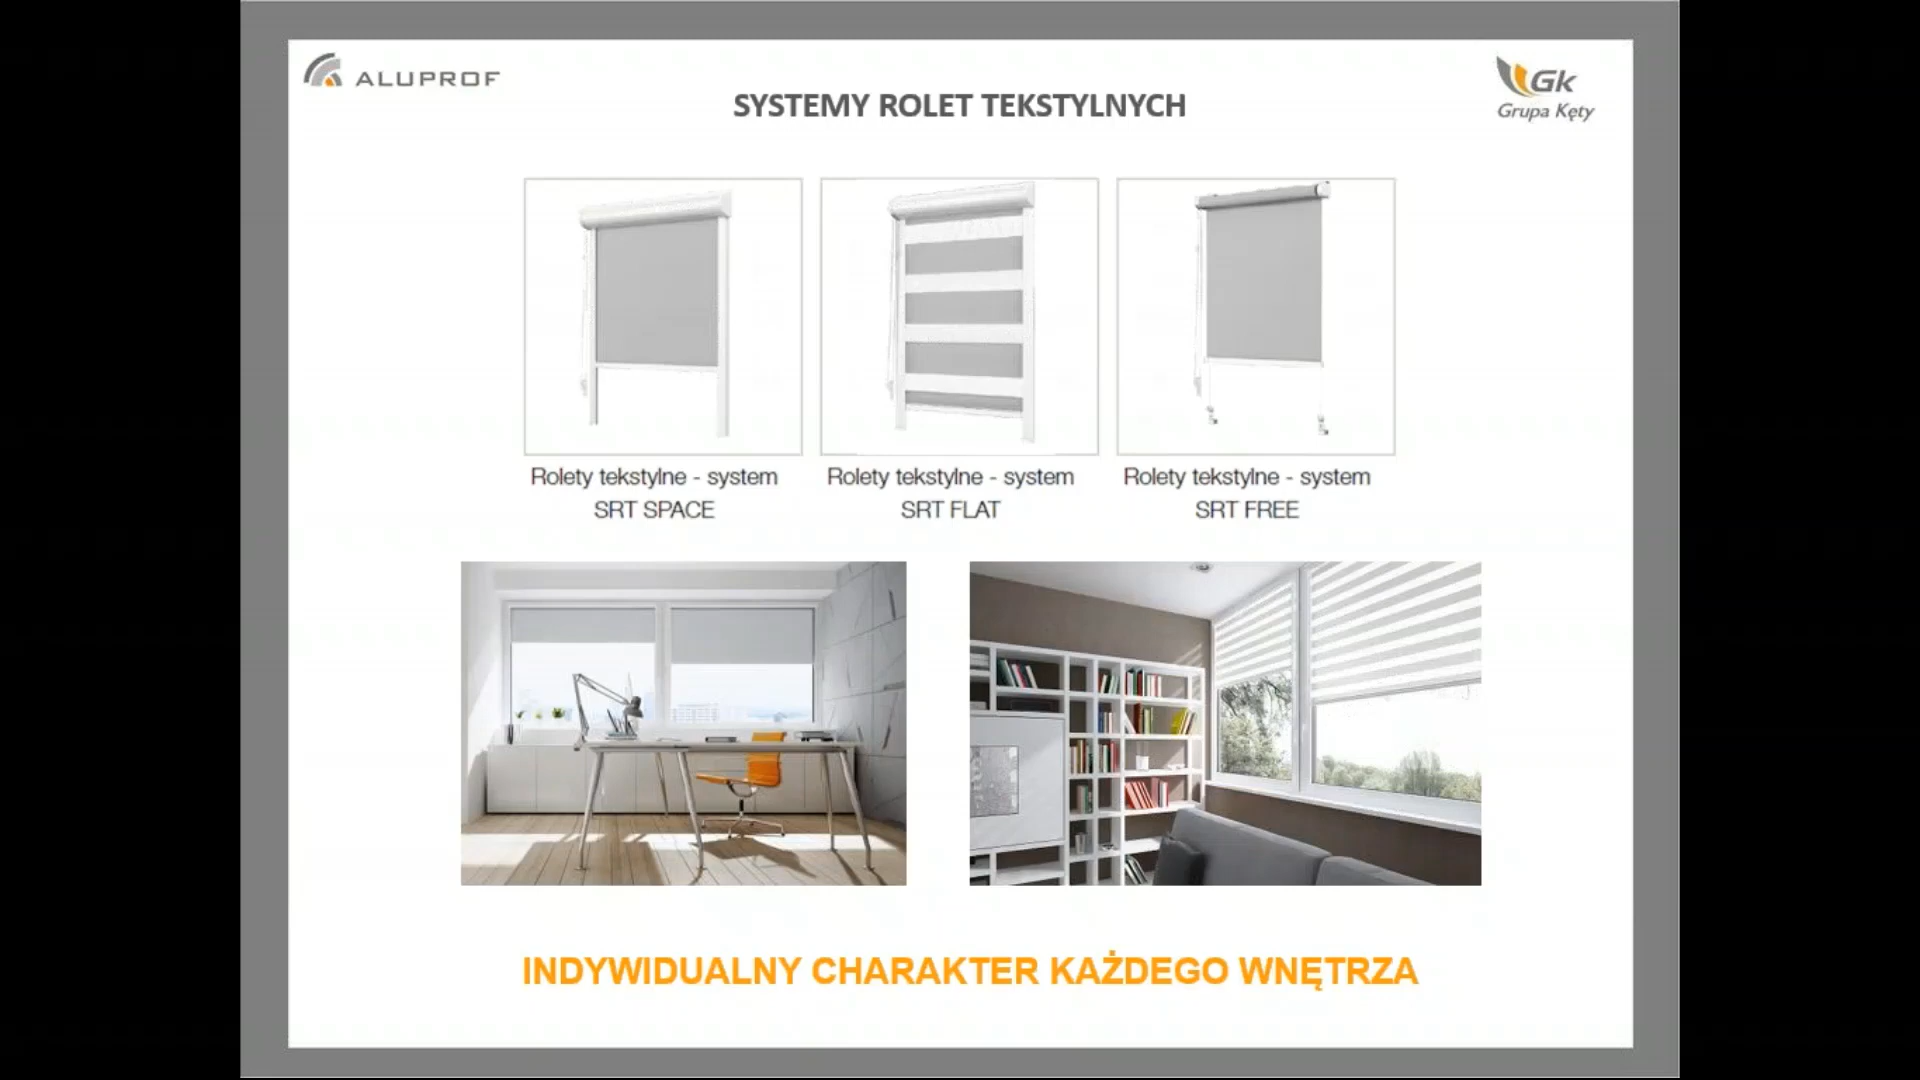 ALUPROF
Gk
Grupa Kęty
SYSTEMY ROLET TEKSTYLNYCH
Rolety tekstylne - system
SRT SPACE
Rolety tekstylne - system
SRT FLAT
Rolety tekstylne - system
SRT FREE
INDYWIDUALNY CHARAKTER KAŻDEGO WNĘTRZA